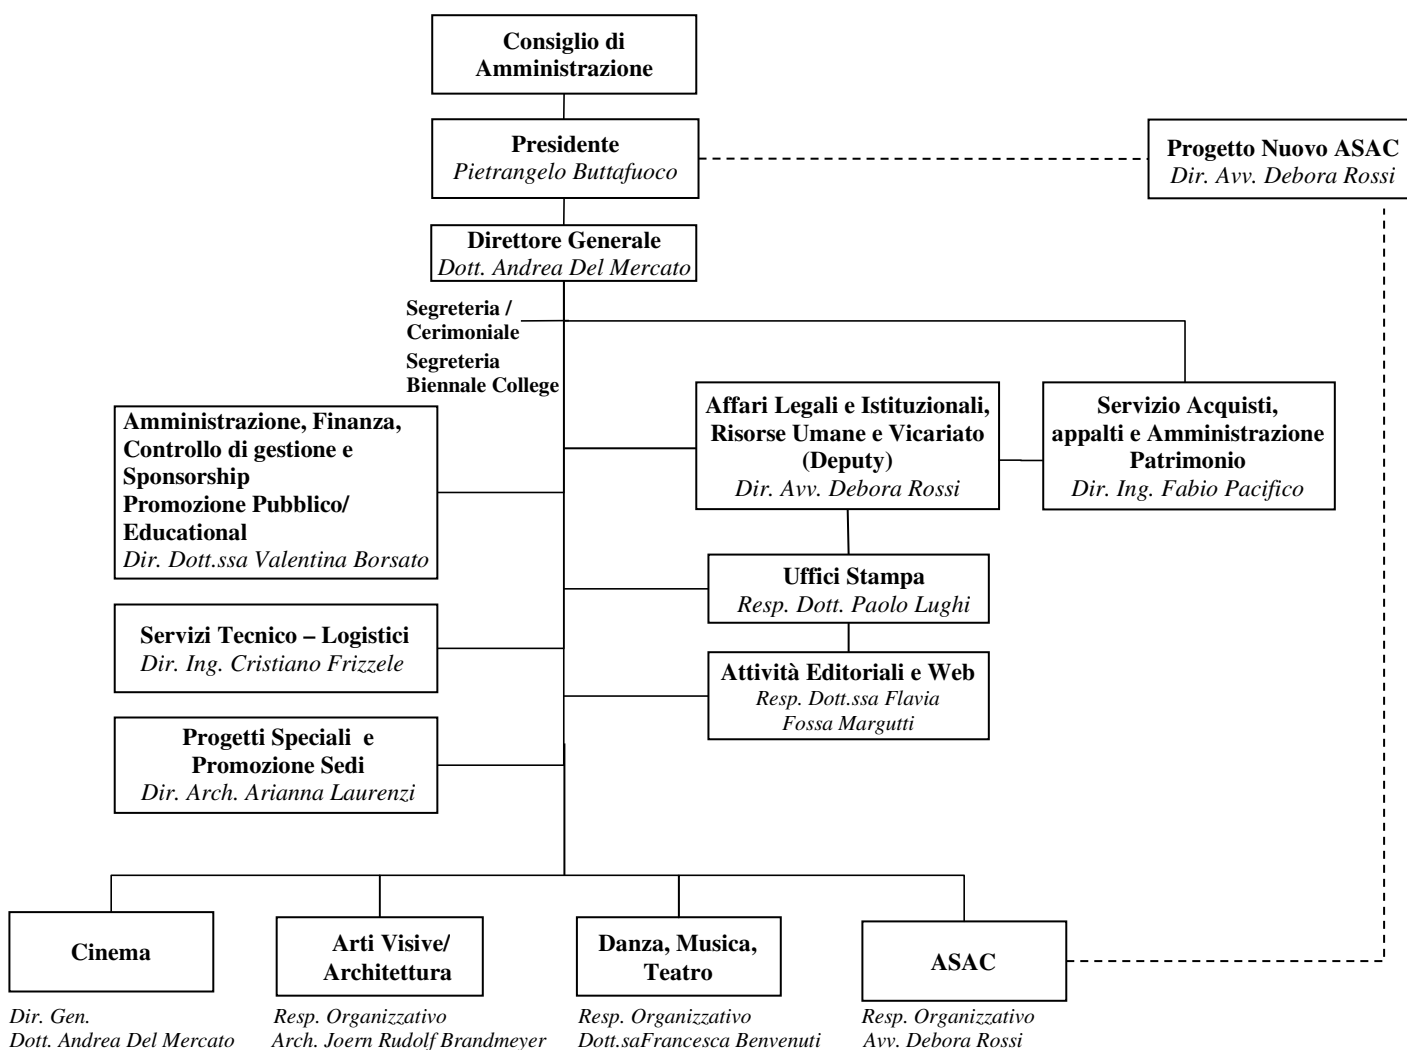 Consiglio di
Amministrazione
Presidente
Pietrangelo Buttafuoco
Progetto Nuovo ASAC
Dir. Avv. Debora Rossi
Direttore Generale
Dott. Andrea Del Mercato
Segreteria /
Cerimoniale
Segreteria
Biennale College
Amministrazione, Finanza,
Controllo di gestione e
Sponsorship
Promozione Pubblico/
Educational
Dir. Dott.ssa Valentina Borsato
Affari Legali e Istituzionali,
Risorse Umane e Vicariato
(Deputy)
Dir. Avv. Debora Rossi
Servizio Acquisti,
appalti e Amministrazione
Patrimonio
Dir. Ing. Fabio Pacifico
Uffici Stampa
Resp. Dott. Paolo Lughi
Servizi Tecnico – Logistici
Dir. Ing. Cristiano Frizzele
Attività Editoriali e Web
Resp. Dott.ssa Flavia
Fossa Margutti
Progetti Speciali e
Promozione Sedi
Dir. Arch. Arianna Laurenzi
Cinema
Dir. Gen.
Dott. Andrea Del Mercato
Arti Visive/
Architettura
Resp. Organizzativo
Arch. Joern Rudolf Brandmeyer
Danza, Musica,
Teatro
Resp. Organizzativo
Dott.saFrancesca Benvenuti
ASAC
Resp. Organizzativo
Avv. Debora Rossi